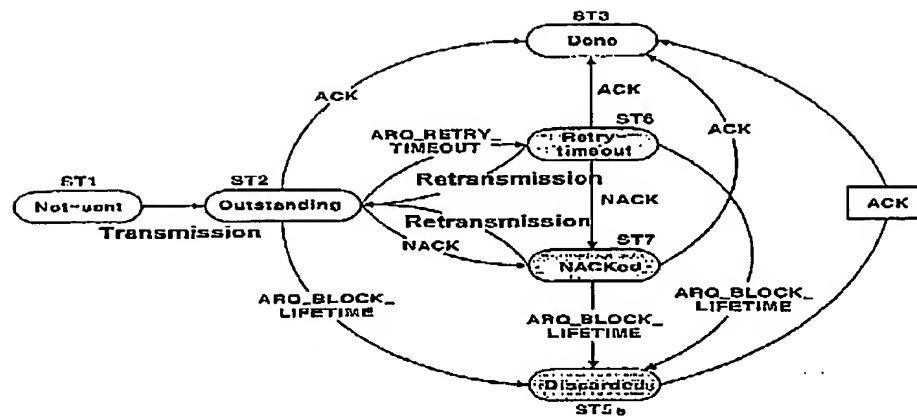 ST3
Done
ACK
ACK
ST6
ACK
ARQ_RETRY_
TIMEOUT
Retry-
timeout
ST1
ST2
Retransmission
Not-sent
Outstanding
NACK
ACK
Transmission
Retransmission
ST7
NACK
NACKed
ARQ_BLOCK_
LIFETIME
ARQ_BLOCK_
LIFETIME
ARQ_BLOCK_
LIFETIME
Discarded